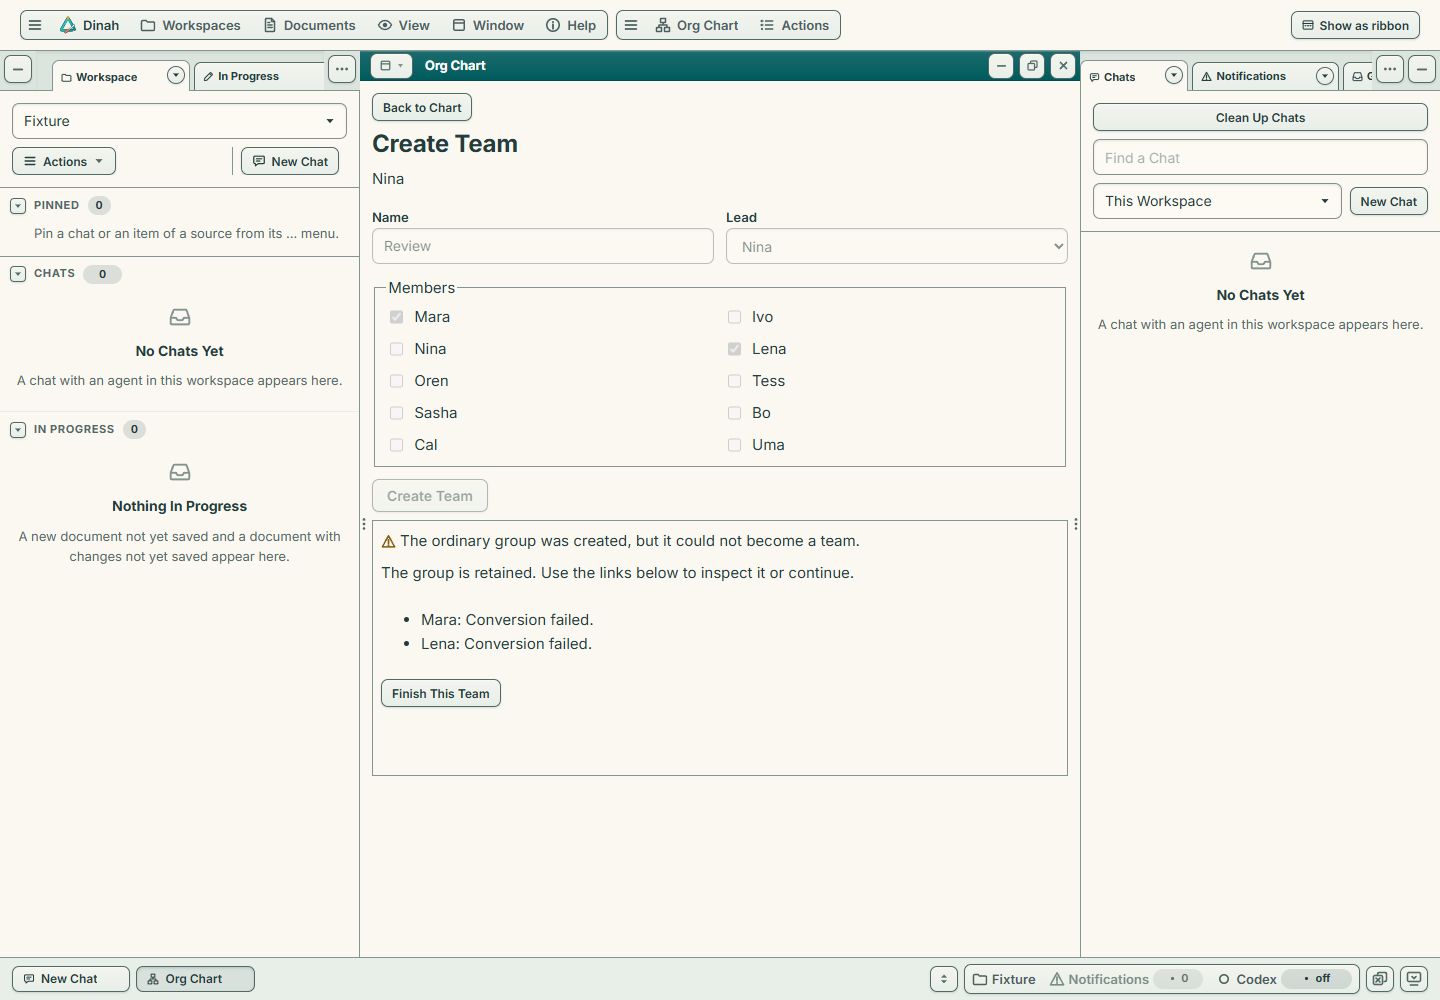 Dinah
Workspaces
Documents
View
Window
Help
Org Chart
Actions
Show as ribbon
Workspace
In Progress
Fixture
Actions
New Chat
PINNED 0
Pin a chat or an item of a source from its ... menu.
CHATS 0
No Chats Yet
A chat with an agent in this workspace appears here.
IN PROGRESS 0
Nothing In Progress
A new document not yet saved and a document with
changes not yet saved appear here.
Org Chart
Back to Chart
Create Team
Nina
Name
Lead
Review
Nina
Members
Mara
Ivo
Nina
Lena
Oren
Tess
Sasha
Bo
Cal
Uma
Create Team
The ordinary group was created, but it could not become a team.
The group is retained. Use the links below to inspect it or continue.
• Mara: Conversion failed.
• Lena: Conversion failed.
Finish This Team
Chats
Notifications
Clean Up Chats
Find a Chat
This Workspace
New Chat
No Chats Yet
A chat with an agent in this workspace appears here.
New Chat
Org Chart
Fixture
Notifications • 0
Codex • off